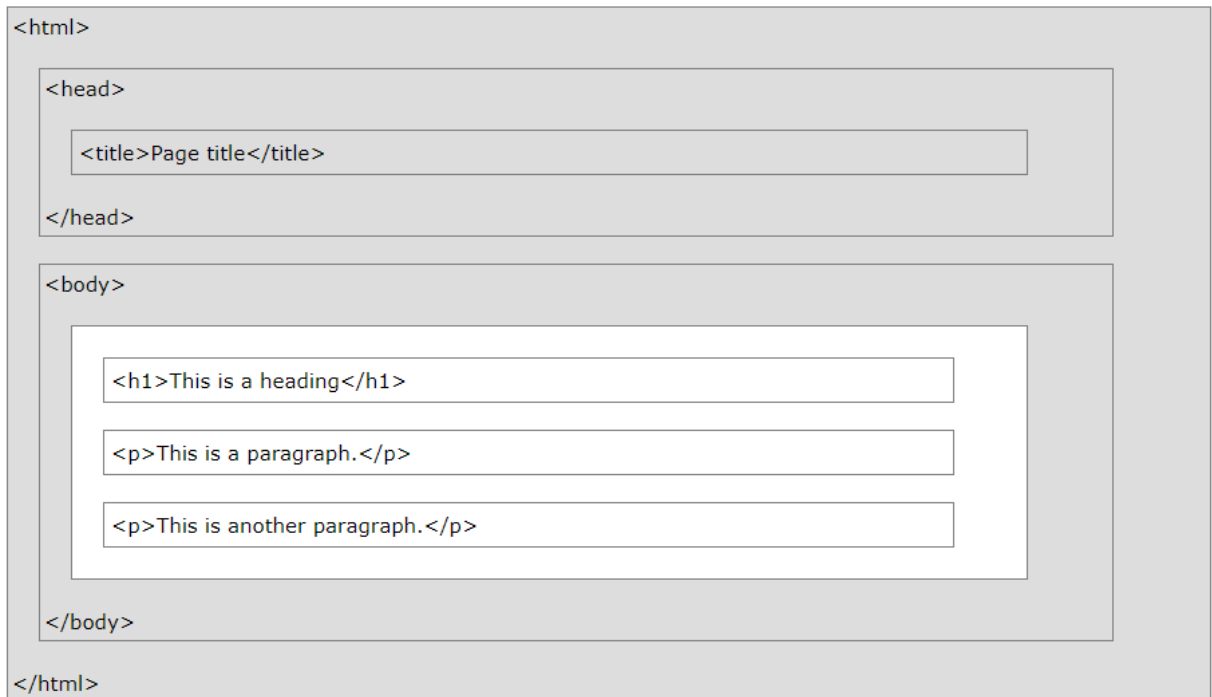 <html>
<head>
<title>Page title</title>
</head>
<body>
<h1>This is a heading</h1>
<p>This is a paragraph.</p>
<p>This is another paragraph.</p>
</body>
</html>